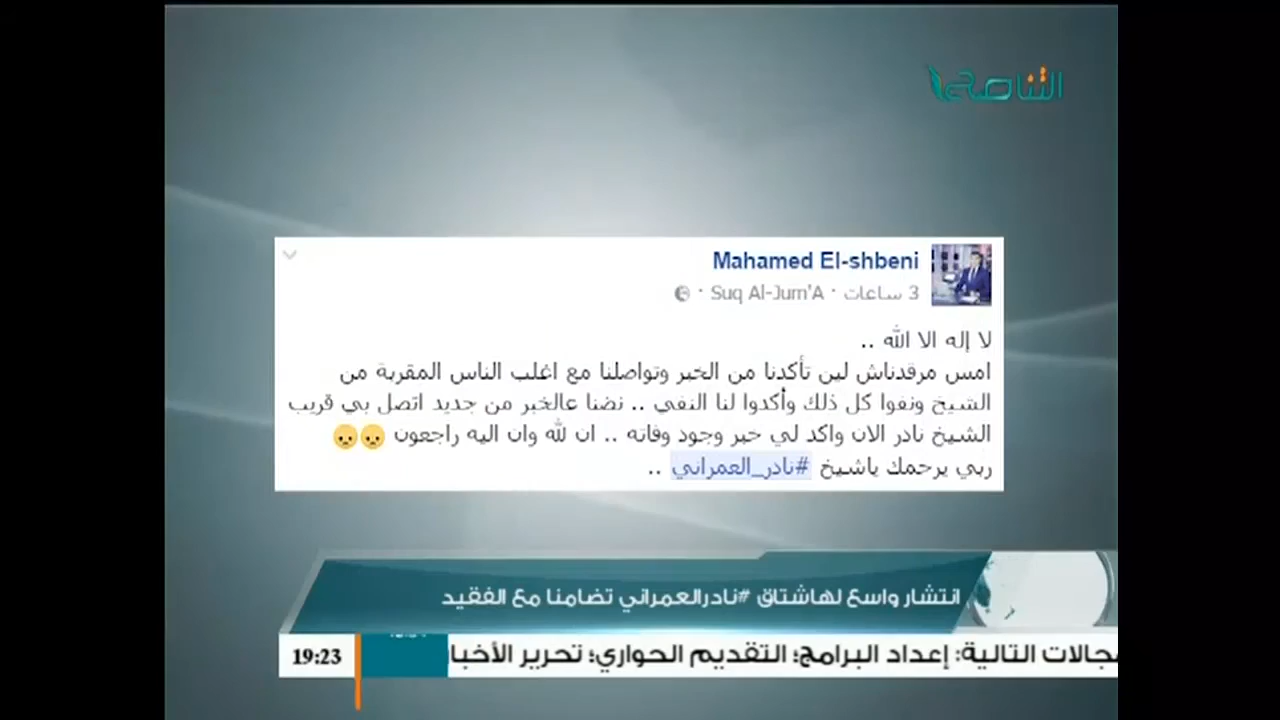 التناصح
Mahamed El-shbeni
3 ساعات · Suq Al-Jum'A ·
لا إله الا الله ..
امس مرقدناش لين تأكدنا من الخبر وتواصلنا مع اغلب الناس المقربة من
الشيخ ونفوا كل ذلك وأكدوا لنا النفي .. نضنا عالخبر من جديد اتصل بي قريب
الشيخ نادر الان واكد لي خبر وجود وفاته .. ان لله وان اليه راجعون
ربي يرحمك ياشيخ #نادر_العمراني ..
انتشار واسع لهاشتاق #نادرالعمراني تضامنا مع الفقيد
مجالات التالية: إعداد البرامج؛ التقديم الحواري؛ تحرير الأخبا
19:23